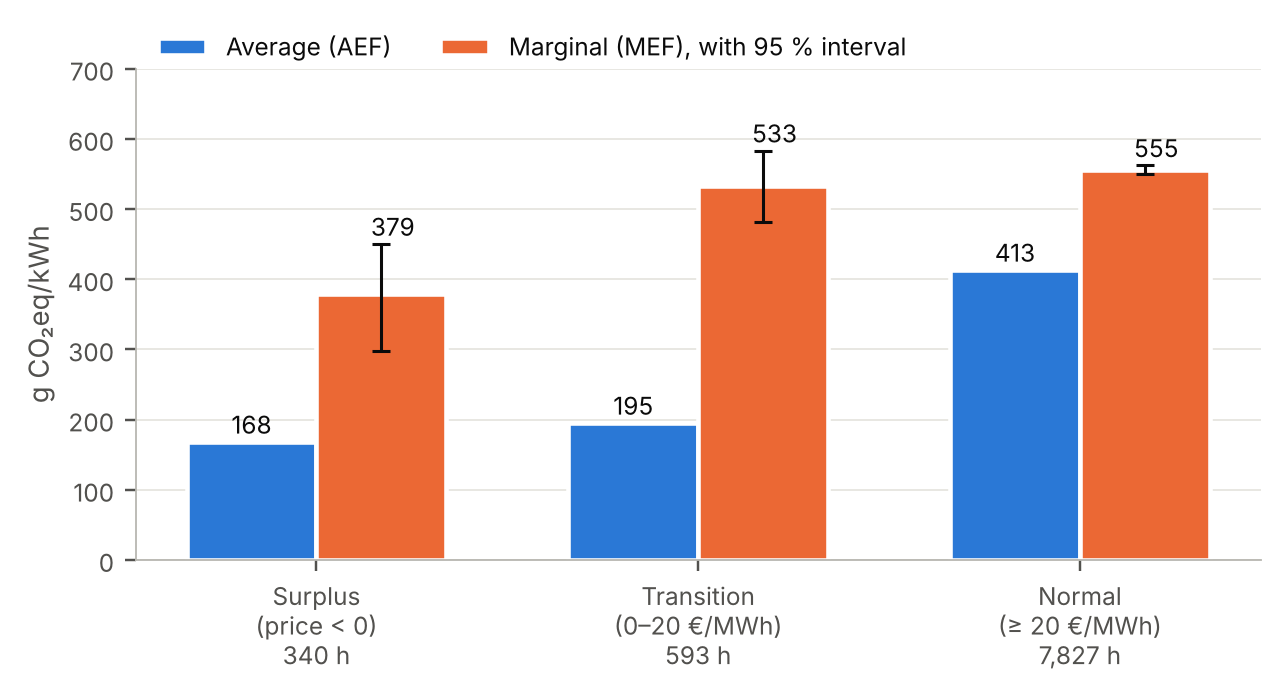 Average (AEF) Marginal (MEF), with 95 % interval
g CO₂eq/kWh
700
600
500
400
300
200
100
0
168
379
195
533
413
555
Surplus
(price < 0)
340 h
Transition
(0–20 €/MWh)
593 h
Normal
(≥ 20 €/MWh)
7,827 h